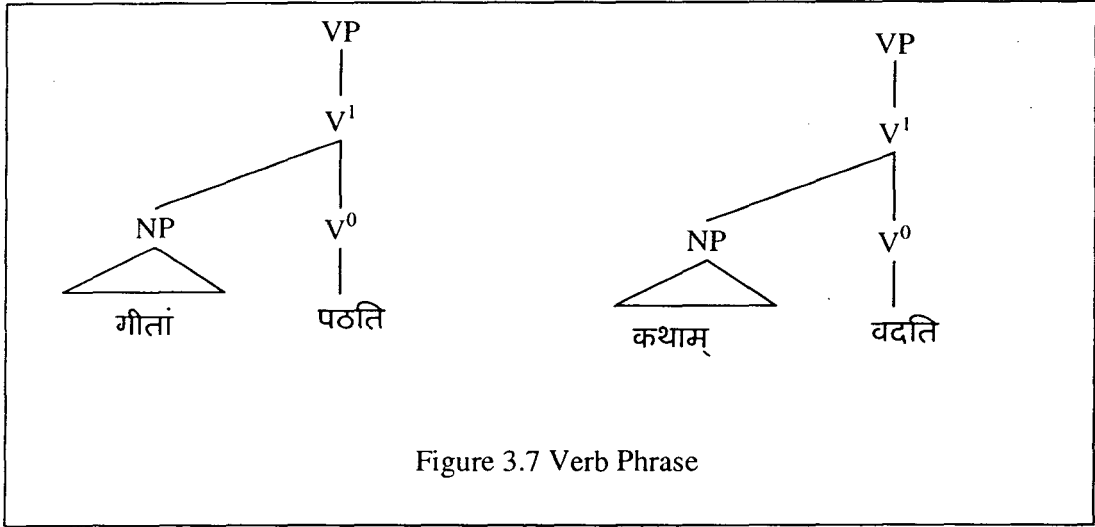 VP VP
V¹ V¹
NP V⁰ NP V⁰
गीतां पठति कथाम् वदति
Figure 3.7 Verb Phrase